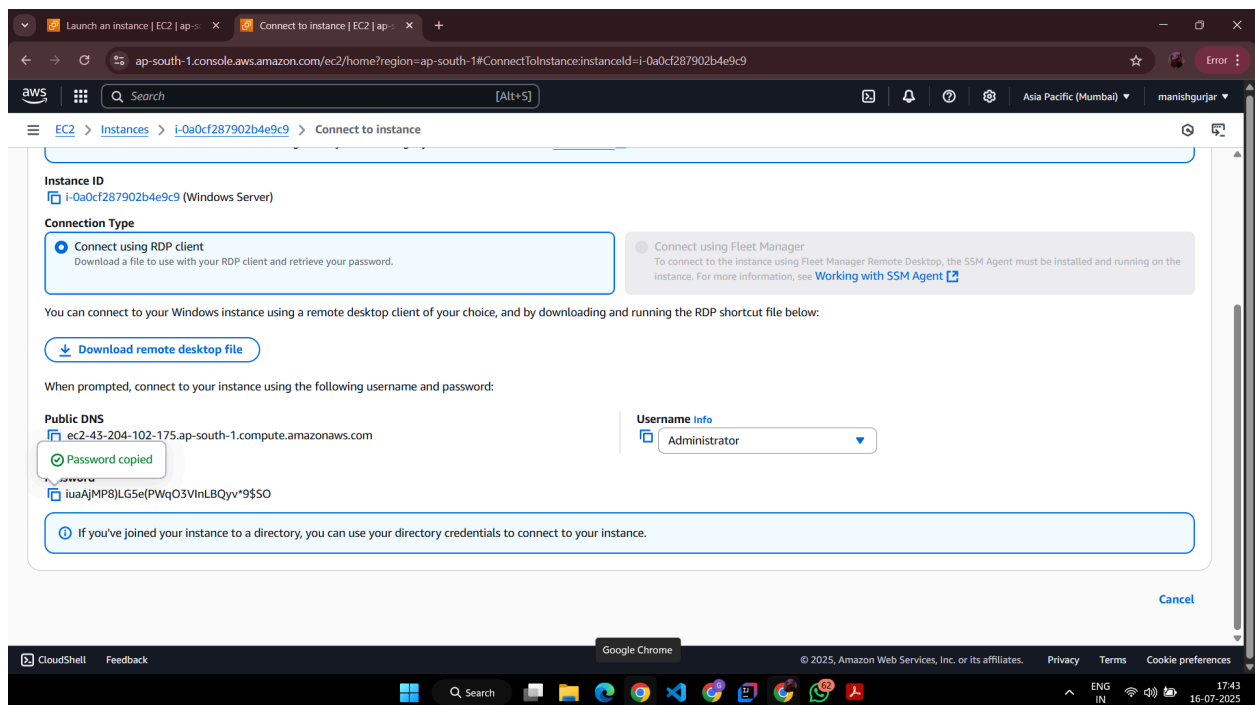 Launch an instance | EC2 | ap-s
Connect to instance | EC2 | ap-
ap-south-1.console.aws.amazon.com/ec2/home?region=ap-south-1#ConnectToInstance:instanceId=i-0a0cf287902b4e9c9
Error
aws
Search
[Alt+S]
Asia Pacific (Mumbai)
manishgurjar
EC2 > Instances > i-0a0cf287902b4e9c9 > Connect to instance
Instance ID
i-0a0cf287902b4e9c9 (Windows Server)
Connection Type
Connect using RDP client
Download a file to use with your RDP client and retrieve your password.
Connect using Fleet Manager
To connect to the instance using Fleet Manager Remote Desktop, the SSM Agent must be installed and running on the
instance. For more information, see Working with SSM Agent
You can connect to your Windows instance using a remote desktop client of your choice, and by downloading and running the RDP shortcut file below:
Download remote desktop file
When prompted, connect to your instance using the following username and password:
Public DNS
ec2-43-204-102-175.ap-south-1.compute.amazonaws.com
Username Info
Administrator
Password copied
Password
iuaAjMP8)LG5e(PWqO3VInLBQyv*9$SO
If you've joined your instance to a directory, you can use your directory credentials to connect to your instance.
Cancel
Google Chrome
CloudShell
Feedback
© 2025, Amazon Web Services, Inc. or its affiliates.
Privacy
Terms
Cookie preferences
Search
62
ENG
IN
17:43
16-07-2025